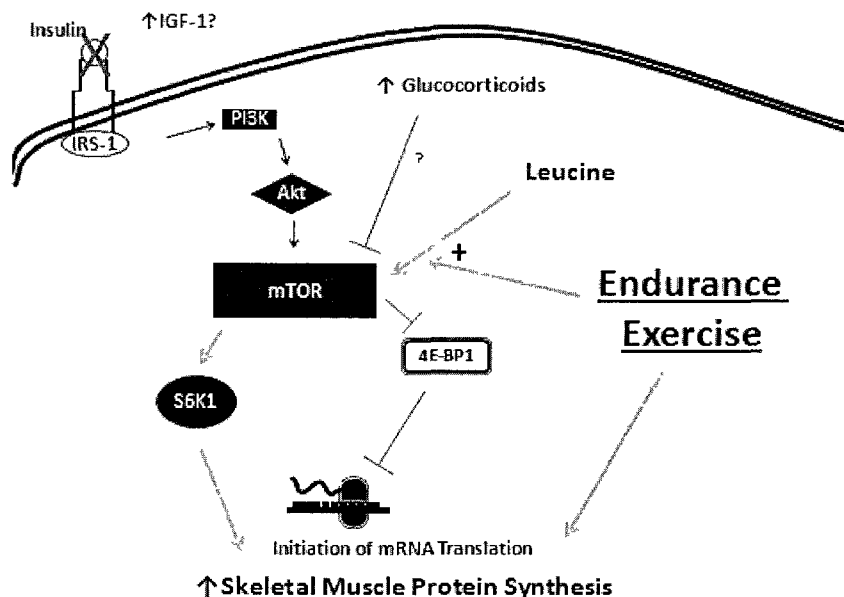 ↑IGF-1?
Insulin
↑ Glucocorticoids
PI3K
IRS-1
?
Leucine
Akt
+
mTOR
Endurance
Exercise
4E-BP1
S6K1
Initiation of mRNA Translation
↑Skeletal Muscle Protein Synthesis